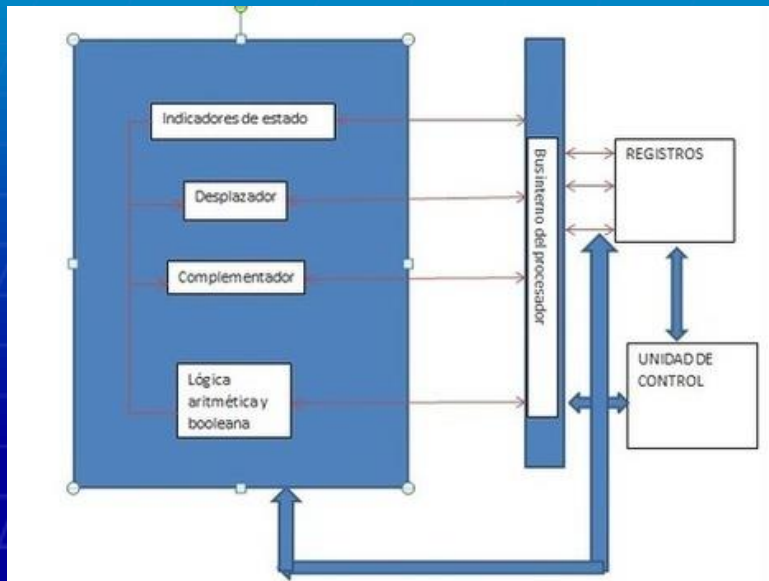 Indicadores de estado
Desplazador
Complementador
Lógica
aritmética y
booleana
Bus interno del procesador
REGISTROS
UNIDAD DE
CONTROL